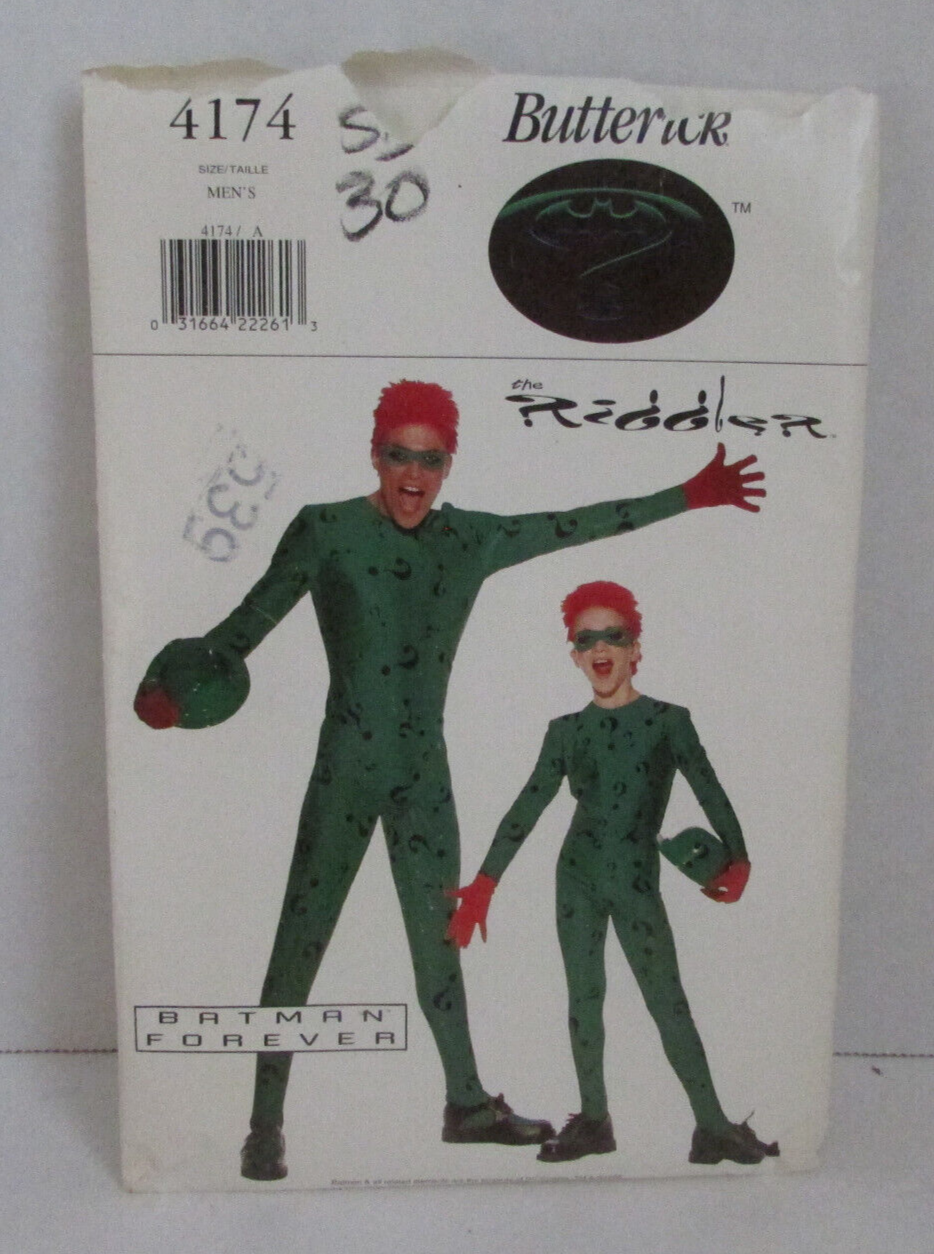 4174
SIZE/TAILLE
MEN'S
4174/ A
0 31664 22261 3
30
Butterick
TM
the
Riddler
BATMAN
FOREVER